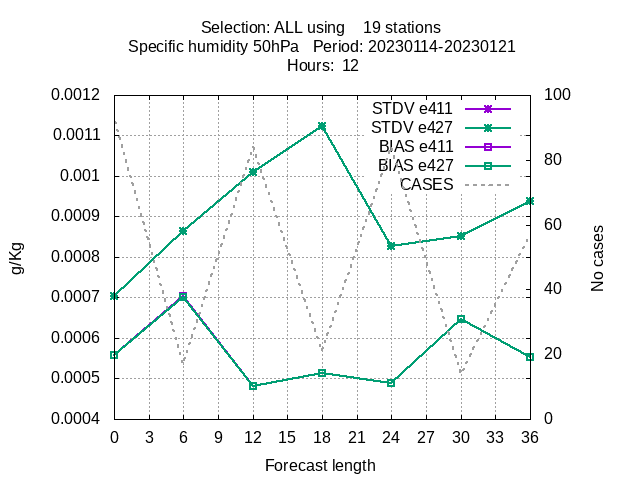 Selection: ALL using    19 stations
Specific humidity 50hPa   Period: 20230114-20230121
Hours:  12
0.0012
0.0011
0.001
0.0009
0.0008
0.0007
0.0006
0.0005
0.0004
g/Kg
STDV e411
STDV e427
BIAS e411
BIAS e427
CASES
100
80
60
40
20
0
No cases
0 3 6 9 12 15 18 21 24 27 30 33 36
Forecast length